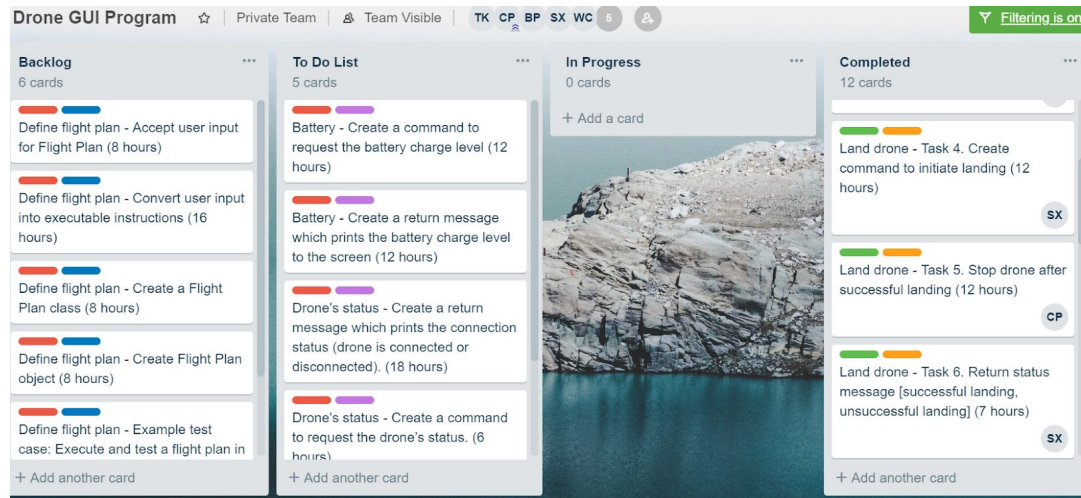 Drone GUI Program
Private Team
Team Visible
TK CP BP SX WC 5
Filtering is on
Backlog
6 cards
Define flight plan - Accept user input
for Flight Plan (8 hours)
Define flight plan - Convert user input
into executable instructions (16
hours)
Define flight plan - Create a Flight
Plan class (8 hours)
Define flight plan - Create Flight Plan
object (8 hours)
Define flight plan - Example test
case: Execute and test a flight plan in
+ Add another card
To Do List
5 cards
Battery - Create a command to
request the battery charge level (12
hours)
Battery - Create a return message
which prints the battery charge level
to the screen (12 hours)
Drone's status - Create a return
message which prints the connection
status (drone is connected or
disconnected). (18 hours)
Drone's status - Create a command
to request the drone's status. (6
hours)
+ Add another card
In Progress
0 cards
+ Add a card
Completed
12 cards
Land drone - Task 4. Create
command to initiate landing (12
hours)
SX
Land drone - Task 5. Stop drone after
successful landing (12 hours)
CP
Land drone - Task 6. Return status
message [successful landing,
unsuccessful landing] (7 hours)
SX
+ Add another card